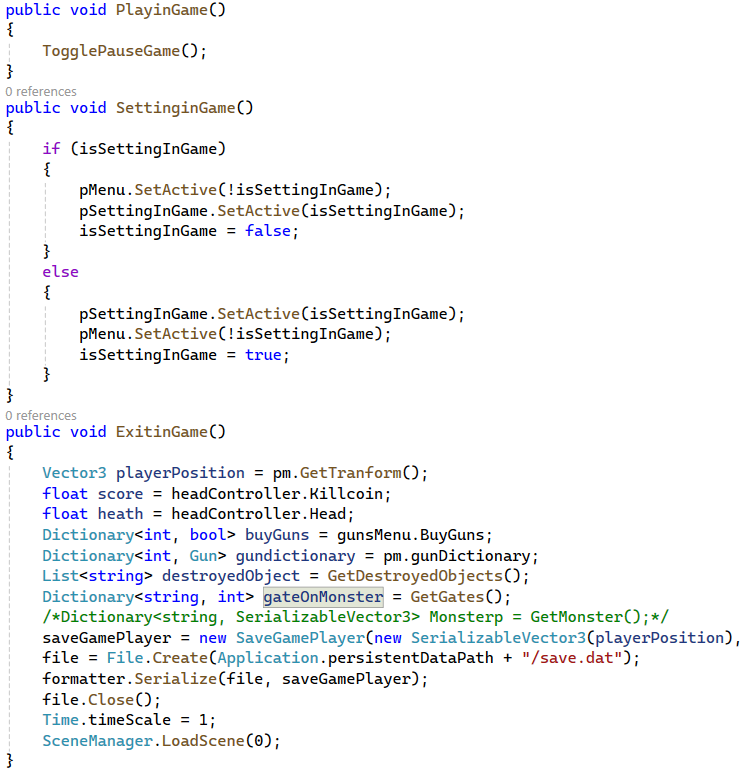 public void PlayinGame()
{
    TogglePauseGame();
}
0 references
public void SettinginGame()
{
    if (isSettingInGame)
    {
        pMenu.SetActive(!isSettingInGame);
        pSettingInGame.SetActive(isSettingInGame);
        isSettingInGame = false;
    }
    else
    {
        pSettingInGame.SetActive(isSettingInGame);
        pMenu.SetActive(!isSettingInGame);
        isSettingInGame = true;
    }
}
0 references
public void ExitinGame()
{
    Vector3 playerPosition = pm.GetTranform();
    float score = headController.Killcoin;
    float heath = headController.Head;
    Dictionary<int, bool> buyGuns = gunsMenu.BuyGuns;
    Dictionary<int, Gun> gundictionary = pm.gunDictionary;
    List<string> destroyedObject = GetDestroyedObjects();
    Dictionary<string, int> gateOnMonster = GetGates();
    /*Dictionary<string, SerializableVector3> Monsterp = GetMonster();*/
    saveGamePlayer = new SaveGamePlayer(new SerializableVector3(playerPosition),
    file = File.Create(Application.persistentDataPath + "/save.dat");
    formatter.Serialize(file, saveGamePlayer);
    file.Close();
    Time.timeScale = 1;
    SceneManager.LoadScene(0);
}